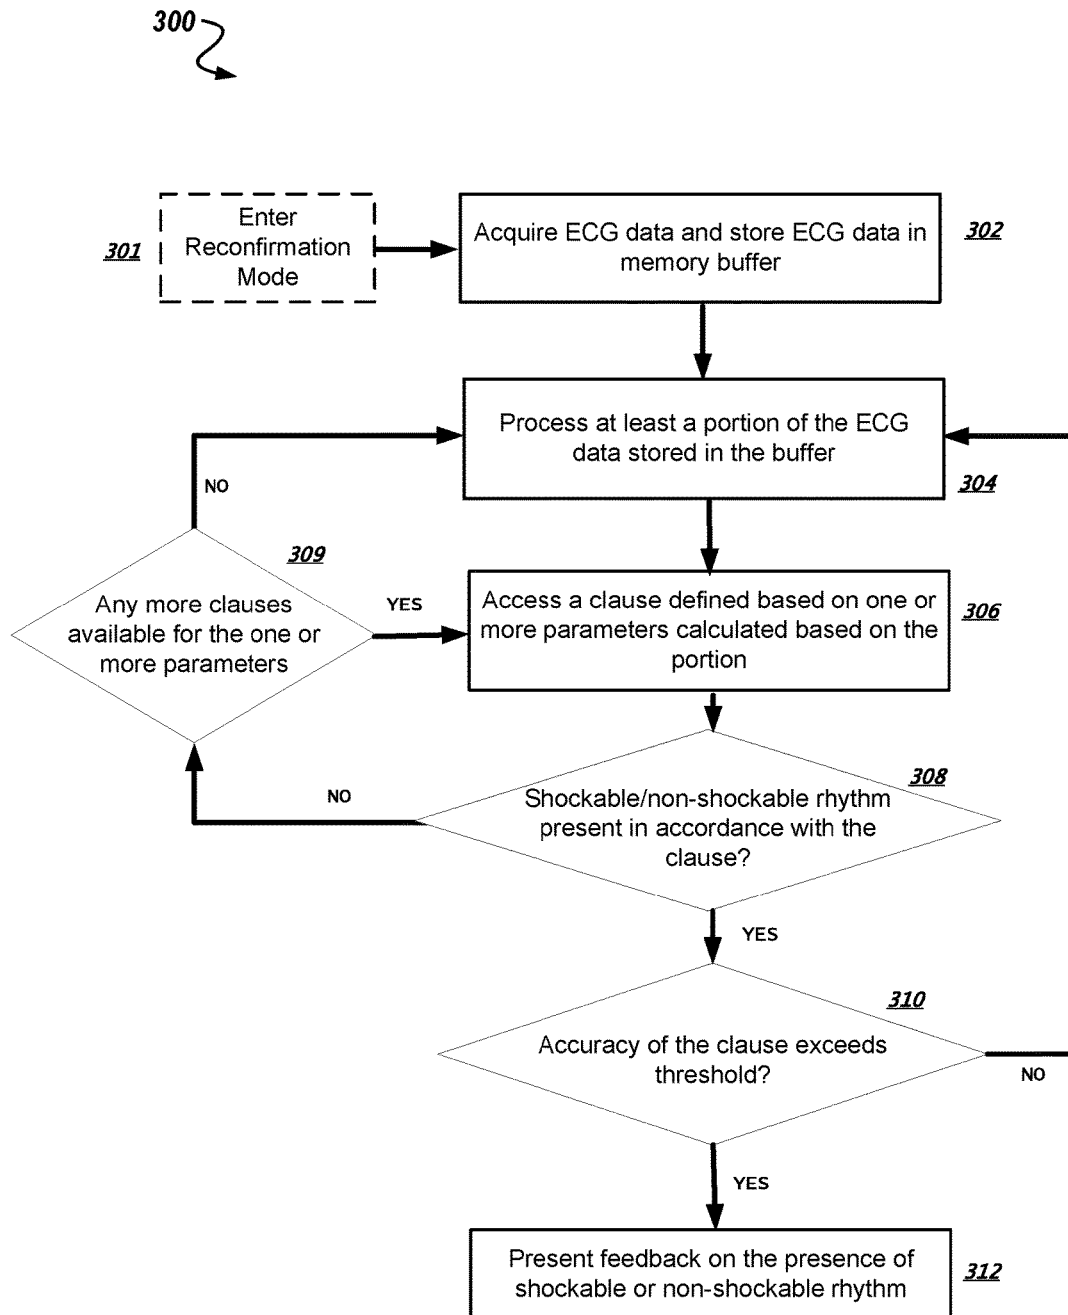 300
Enter
Reconfirmation
Mode
301
Acquire ECG data and store ECG data in
memory buffer
302
Process at least a portion of the ECG
data stored in the buffer
304
NO
309
Any more clauses
available for the one or
more parameters
YES
Access a clause defined based on one or
more parameters calculated based on the
portion
306
308
NO
Shockable/non-shockable rhythm
present in accordance with the
clause?
YES
310
Accuracy of the clause exceeds
threshold?
NO
YES
Present feedback on the presence of
shockable or non-shockable rhythm
312